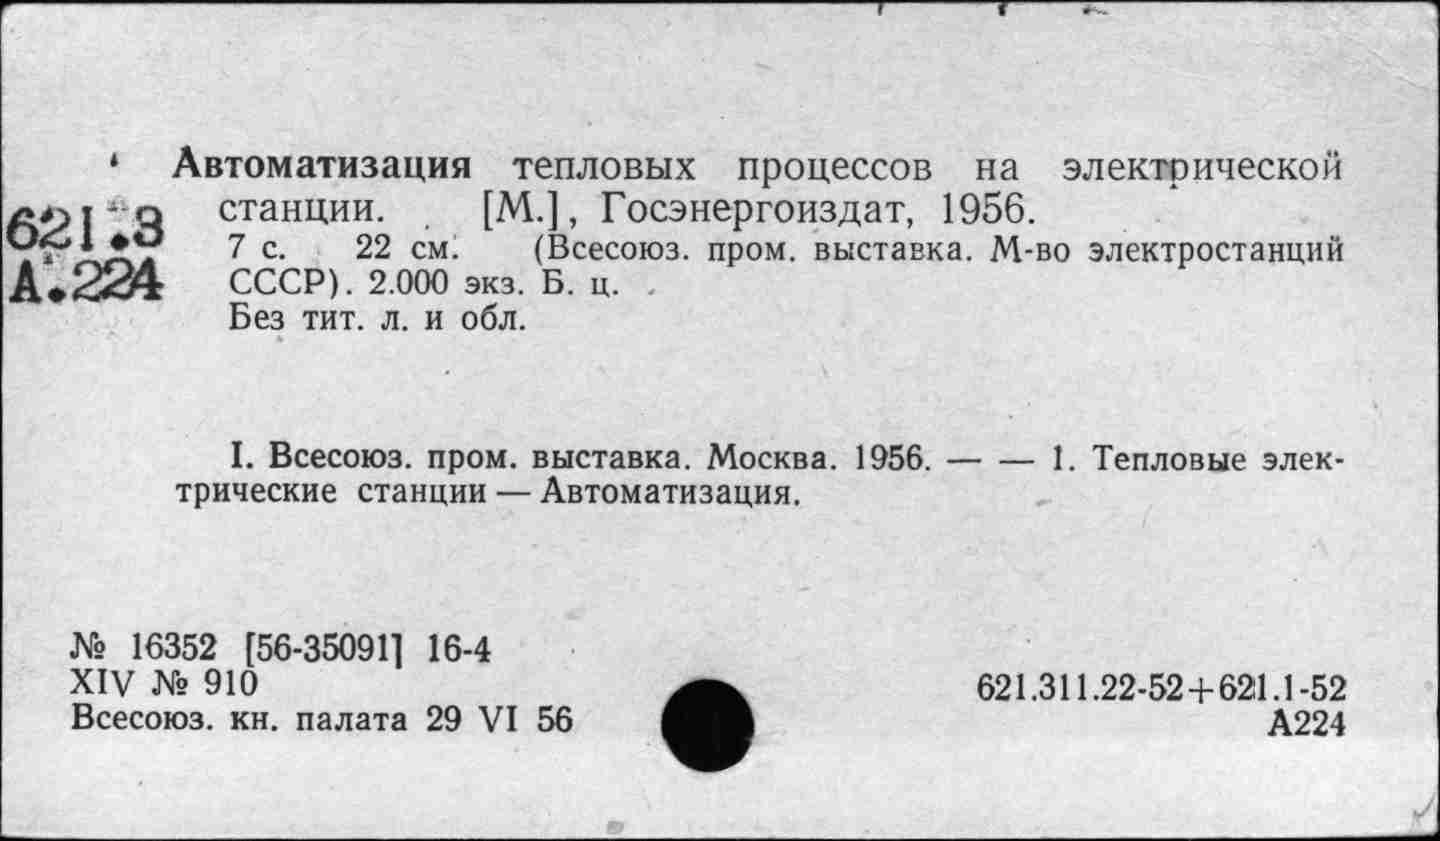 Автоматизация тепловых процессов на электрической
621.3 станции. [М.], Госэнергоиздат, 1956.
А.224 7 с. 22 см. (Всесоюз. пром. выставка. М-во электростанций
СССР). 2.000 экз. Б. ц.
Без тит. л. и обл.
I. Всесоюз. пром. выставка. Москва. 1956. — — 1. Тепловые элек-
трические станции — Автоматизация.
№ 16352 [56-35091] 16-4
XIV № 910
Всесоюз. кн. палата 29 VI 56
621.311.22-52+621.1-52
А224